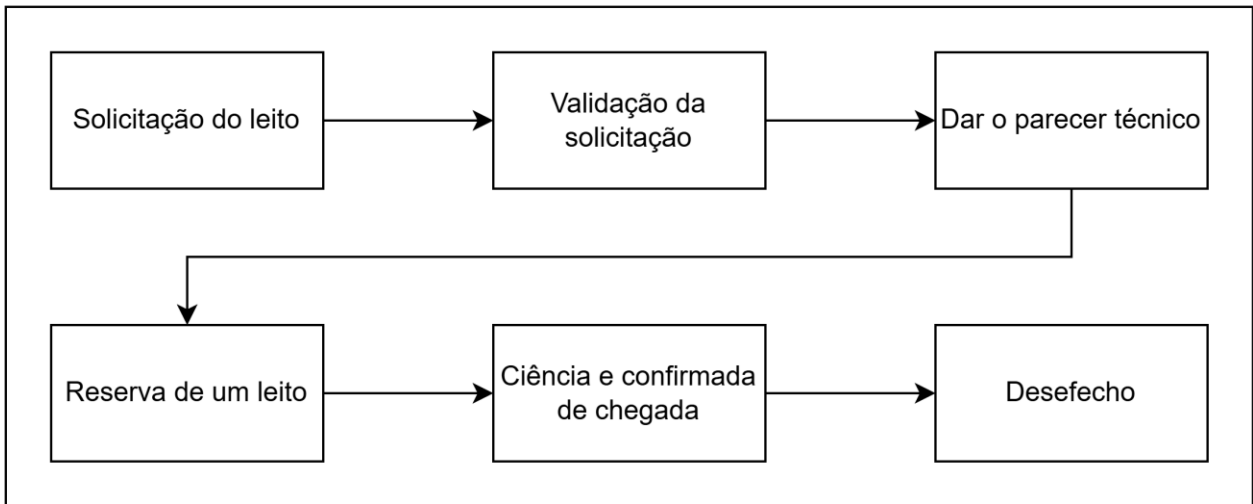 Solicitação do leito
Validação da
solicitação
Dar o parecer técnico
Reserva de um leito
Ciência e confirmada
de chegada
Desefecho